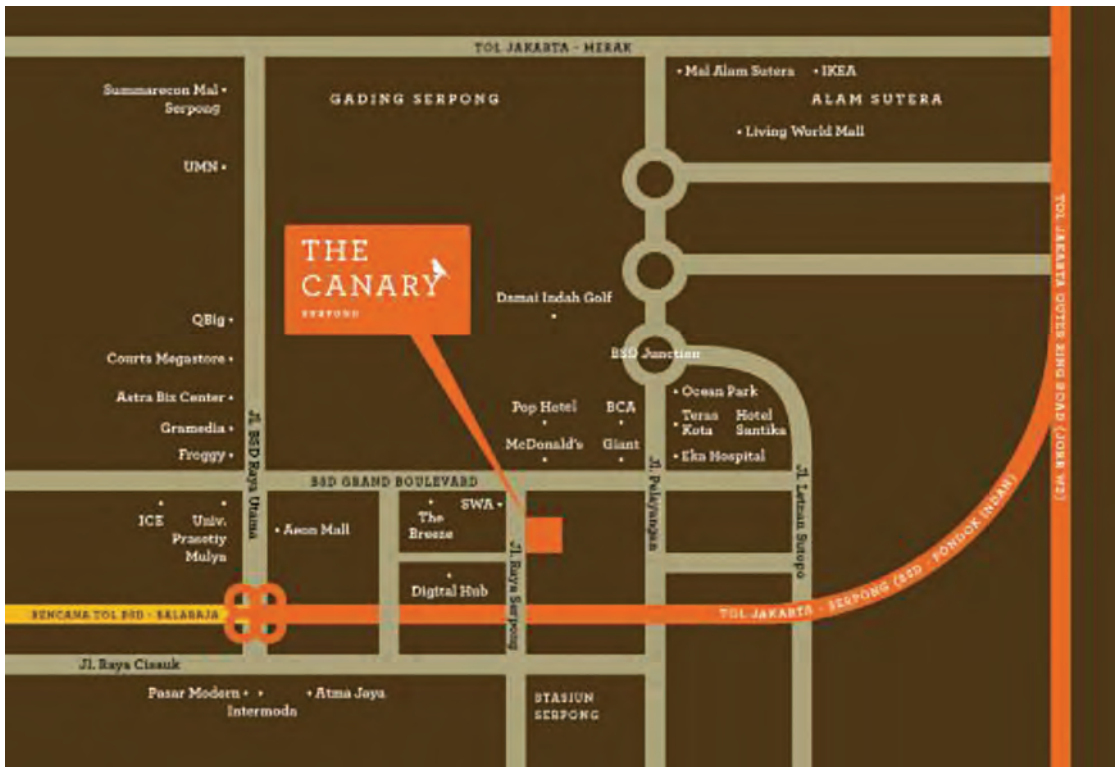 TOL JAKARTA - MERAK
Summarecon Mal
Serpong
GADING SERPONG
Mal Alam Sutera
IKEA
ALAM SUTERA
Living World Mall
UMN
THE
CANARY
SERPONG
Damai Indah Golf
QBig
BSD Junction
Courts Megastore
Astra Biz Center
Gramedia
Froggy
Pop Hotel
BCA
McDonald's
Giant
Ocean Park
Teras
Kota
Hotel
Santika
Eka Hospital
TOL JAKARTA OUTER RING ROAD (JORR W2)
Jl. BSD Raya Utama
BSD GRAND BOULEVARD
Jl. Pelayangan
Jl. Letnan Sutopo
ICE
Univ.
Prasetiy
Mulya
Aeon Mall
SWA
The
Breeze
Digital Hub
Jl. Raya Serpong
RENCANA TOL BSD - BALARAJA
TOL JAKARTA - SERPONG (BSD - PONDOK INDAH)
Jl. Raya Cisauk
Pasar Modern
Intermoda
Atma Jaya
STASIUN
SERPONG